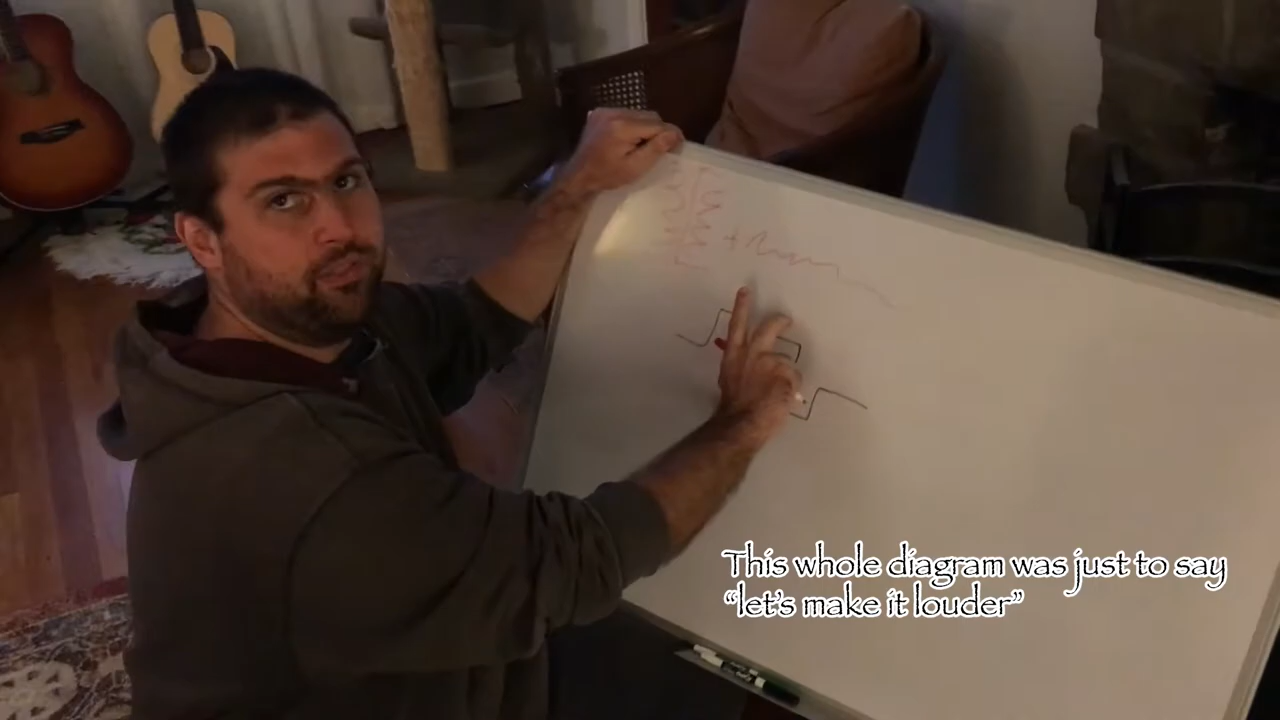 This whole diagram was just to say
“let's make it louder”